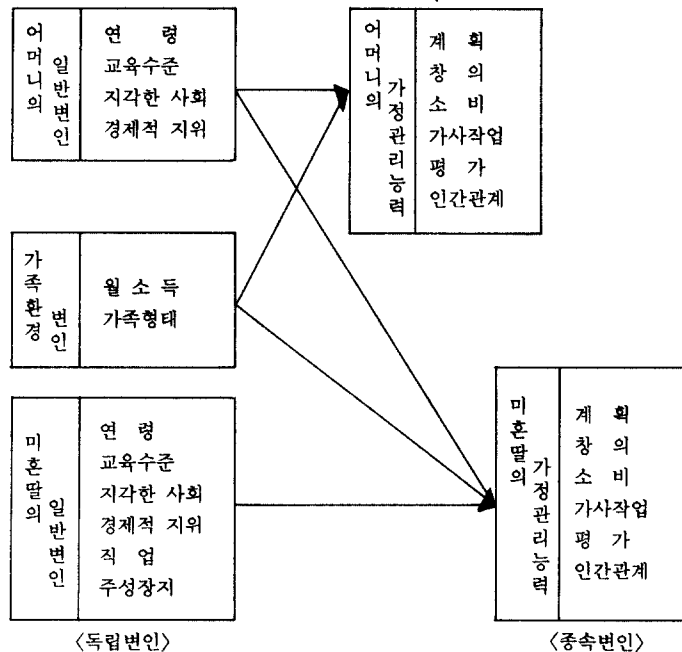 어머니의 일반변인
연 령
교육수준
지각한 사회
경제적 지위
어머니의 가정관리능력
계 획
창 의
소 비
가사작업
평 가
인간관계
가족환경 변인
월 소 득
가족형태
미혼딸의 일반변인
연 령
교육수준
지각한 사회
경제적 지위
직 업
주성장지
미혼딸의 가정관리능력
계 획
창 의
소 비
가사작업
평 가
인간관계
〈독립변인〉
〈종속변인〉